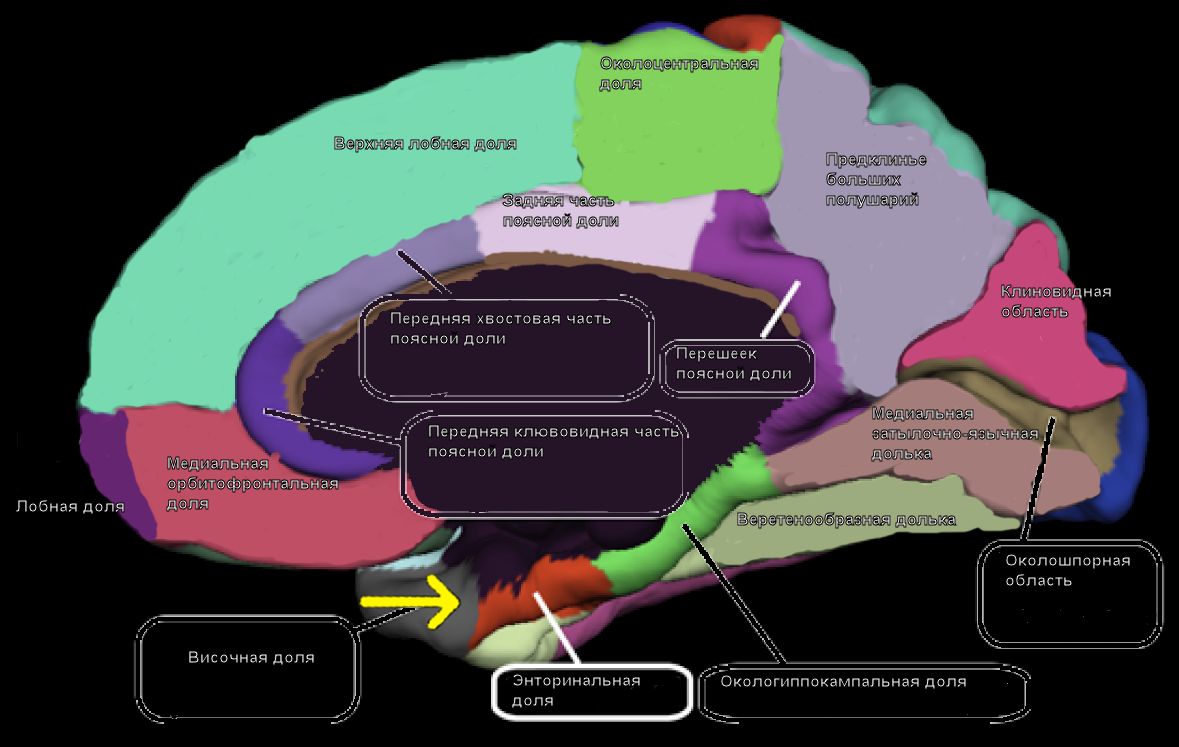 Околоцентральная
доля
Верхняя лобная доля
Предклинье
больших
полушарий
Задняя часть
поясной доли
Клиновидная
область
Передняя хвостовая часть
поясной доли
Перешеек
поясной доли
Медиальная
затылочно-язычная
долька
Передняя клювовидная часть
поясной доли
Медиальная
орбитофронтальная
доля
Лобная доля
Веретенообразная долька
Околошпорная
область
Височная доля
Энторинальная
доля
Окологиппокампальная доля